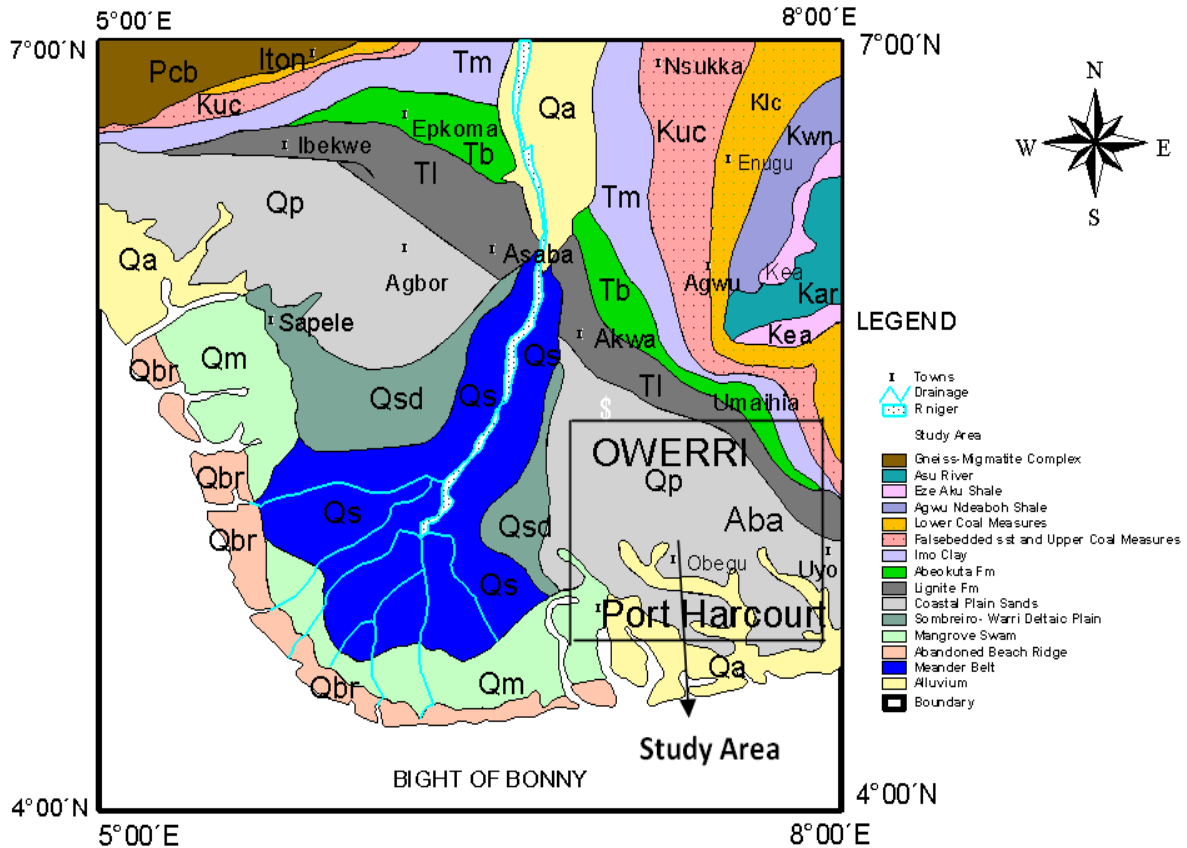 5°00´E
8°00´E
7°00´N
7°00´N
Pcb
Iton
Kuc
Tm
Qa
Nsukka
Klc
Kuc
Kwn
Epkoma
Tb
Ibekwe
Tl
Enugu
Tm
Qp
N
W
E
S
Qa
Agbor
Asaba
Agwu
Kea
Kar
Tb
Kea
Sapele
Akwa
Qm
Qbr
Qs
Tl
Qsd
Qs
$
Umaihia
OWERRI
Qp
Qbr
Qs
Aba
Qsd
Qbr
Obegu
Uyo
Qs
Port Harcourt
Qm
Qbr
Qa
Study Area
BIGHT OF BONNY
4°00´N
4°00´N
5°00´E
8°00´E
LEGEND
Towns
Drainage
R niger
Study Area
Gneiss-Migmatite Complex
Asu River
Eze Aku Shale
Agwu Ndeaboh Shale
Lower Coal Measures
Falsebedded sst and Upper Coal Measures
Imo Clay
Abeokuta Fm
Lignite Fm
Coastal Plain Sands
Sombreiro- Warri Deltaic Plain
Mangrove Swam
Abandoned Beach Ridge
Meander Belt
Alluvium
Boundary